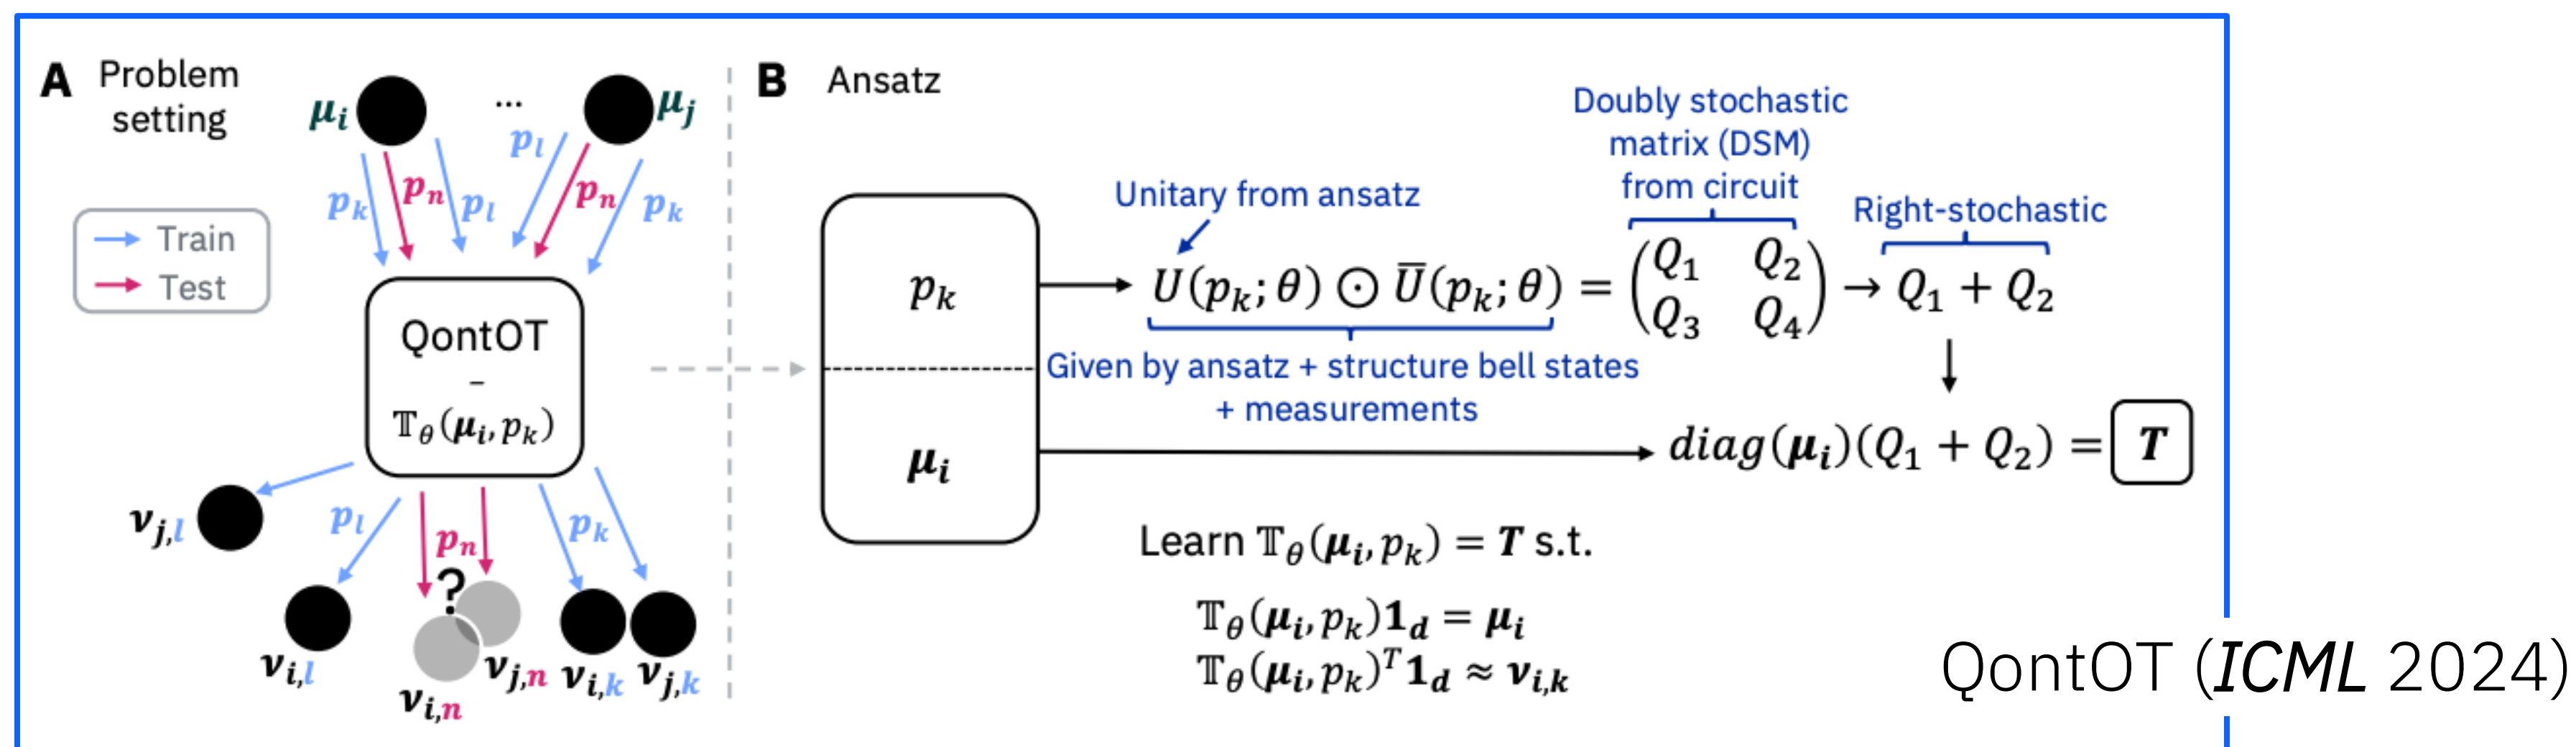 A Problem
setting
μi
...
μj
pk
pn
pl
pl
pn
pk
Train
Test
QontOT
–
𝕋θ(μi, pk)
pl
pn
pk
?
νj,l
νi,l
νi,n
νj,n
νi,k
νj,k
B Ansatz
pk
μi
Unitary from ansatz
U(pk; θ) ⊙ U̅(pk; θ) = (Q1 Q2
Q3 Q4) → Q1 + Q2
Doubly stochastic
matrix (DSM)
from circuit
Right-stochastic
Given by ansatz + structure bell states
+ measurements
diag(μi)(Q1 + Q2) = T
Learn 𝕋θ(μi, pk) = T s.t.
𝕋θ(μi, pk)1d = μi
𝕋θ(μi, pk)ᵀ1d ≈ νi,k
QontOT (ICML 2024)